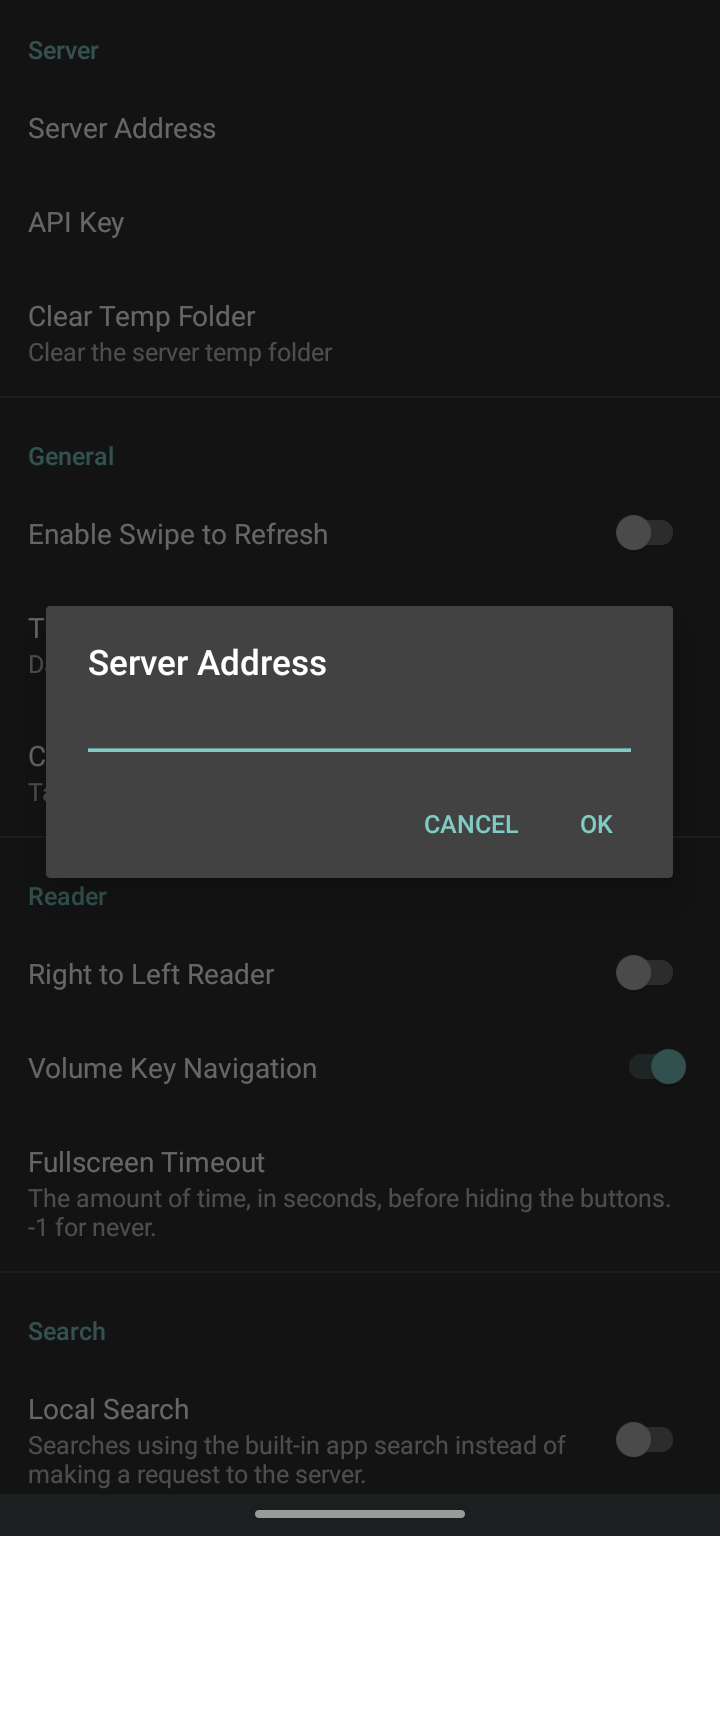 Server
Server Address
API Key
Clear Temp Folder
Clear the server temp folder
General
Enable Swipe to Refresh
Server Address
CANCEL
OK
Reader
Right to Left Reader
Volume Key Navigation
Fullscreen Timeout
The amount of time, in seconds, before hiding the buttons.
-1 for never.
Search
Local Search
Searches using the built-in app search instead of
making a request to the server.